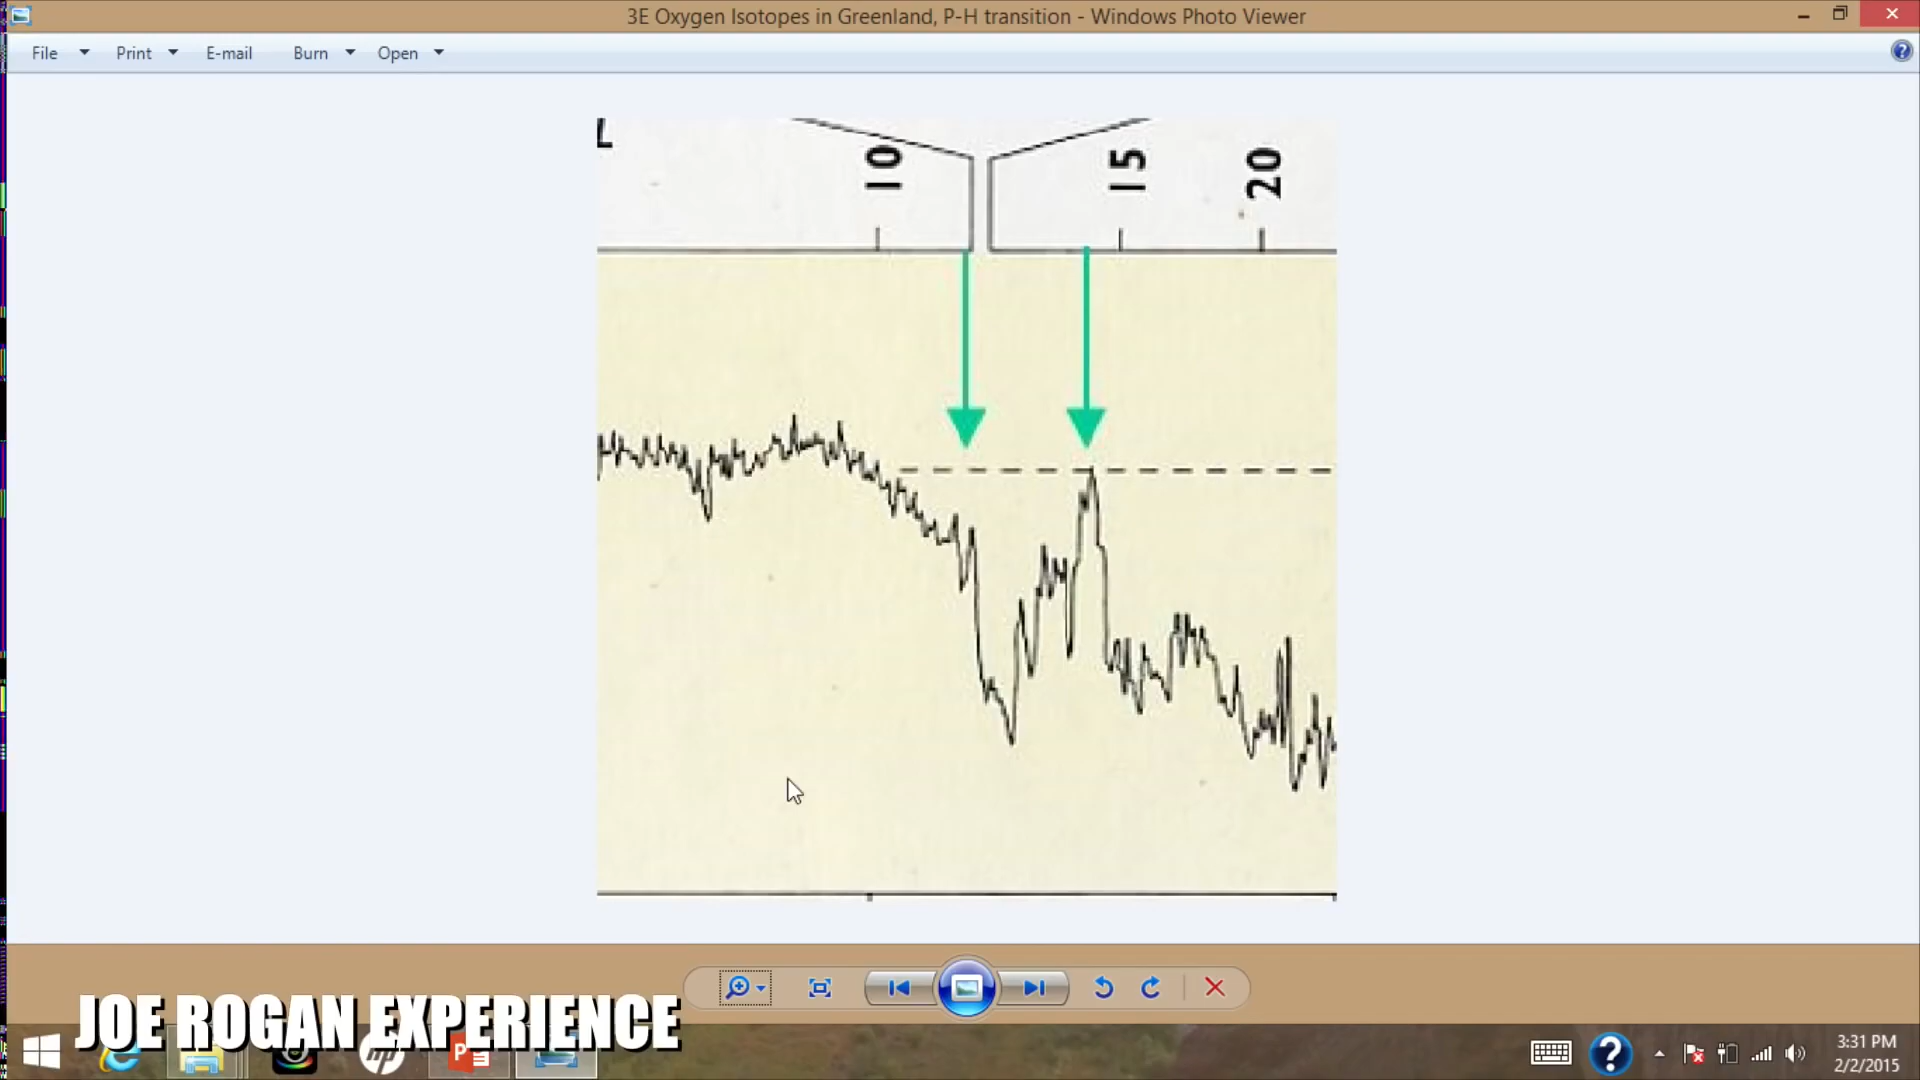 3E Oxygen Isotopes in Greenland, P-H transition - Windows Photo Viewer
File Print E-mail Burn Open
10 15 20
JOE ROGAN EXPERIENCE
3:31 PM
2/2/2015